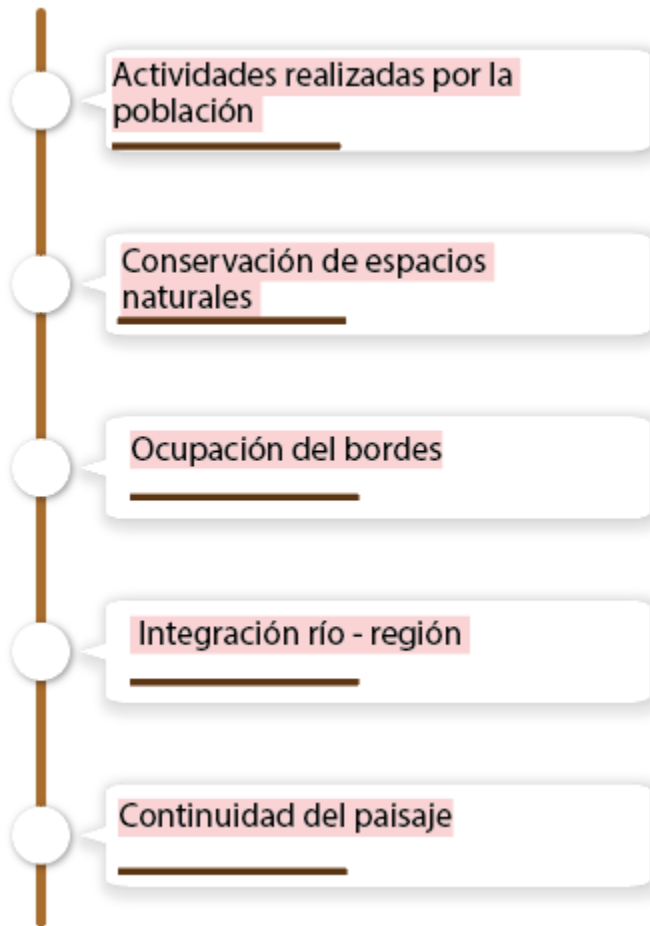 Actividades realizadas por la
población
Conservación de espacios
naturales
Ocupación del bordes
Integración río - región
Continuidad del paisaje